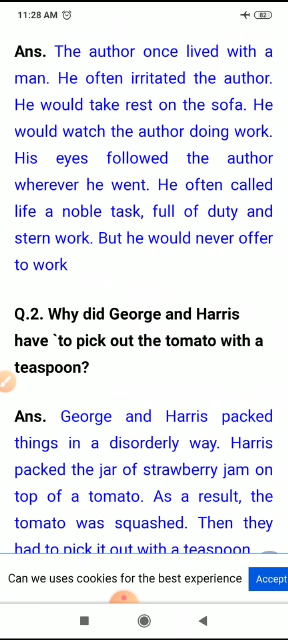 11:28 AM
82
Ans. The author once lived with a
man. He often irritated the author.
He would take rest on the sofa. He
would watch the author doing work.
His eyes followed the author
wherever he went. He often called
life a noble task, full of duty and
stern work. But he would never offer
to work
Q.2. Why did George and Harris
have `to pick out the tomato with a
teaspoon?
Ans. George and Harris packed
things in a disorderly way. Harris
packed the jar of strawberry jam on
top of a tomato. As a result, the
tomato was squashed. Then they
had to pick it out with a teaspoon
Can we uses cookies for the best experience
Accept